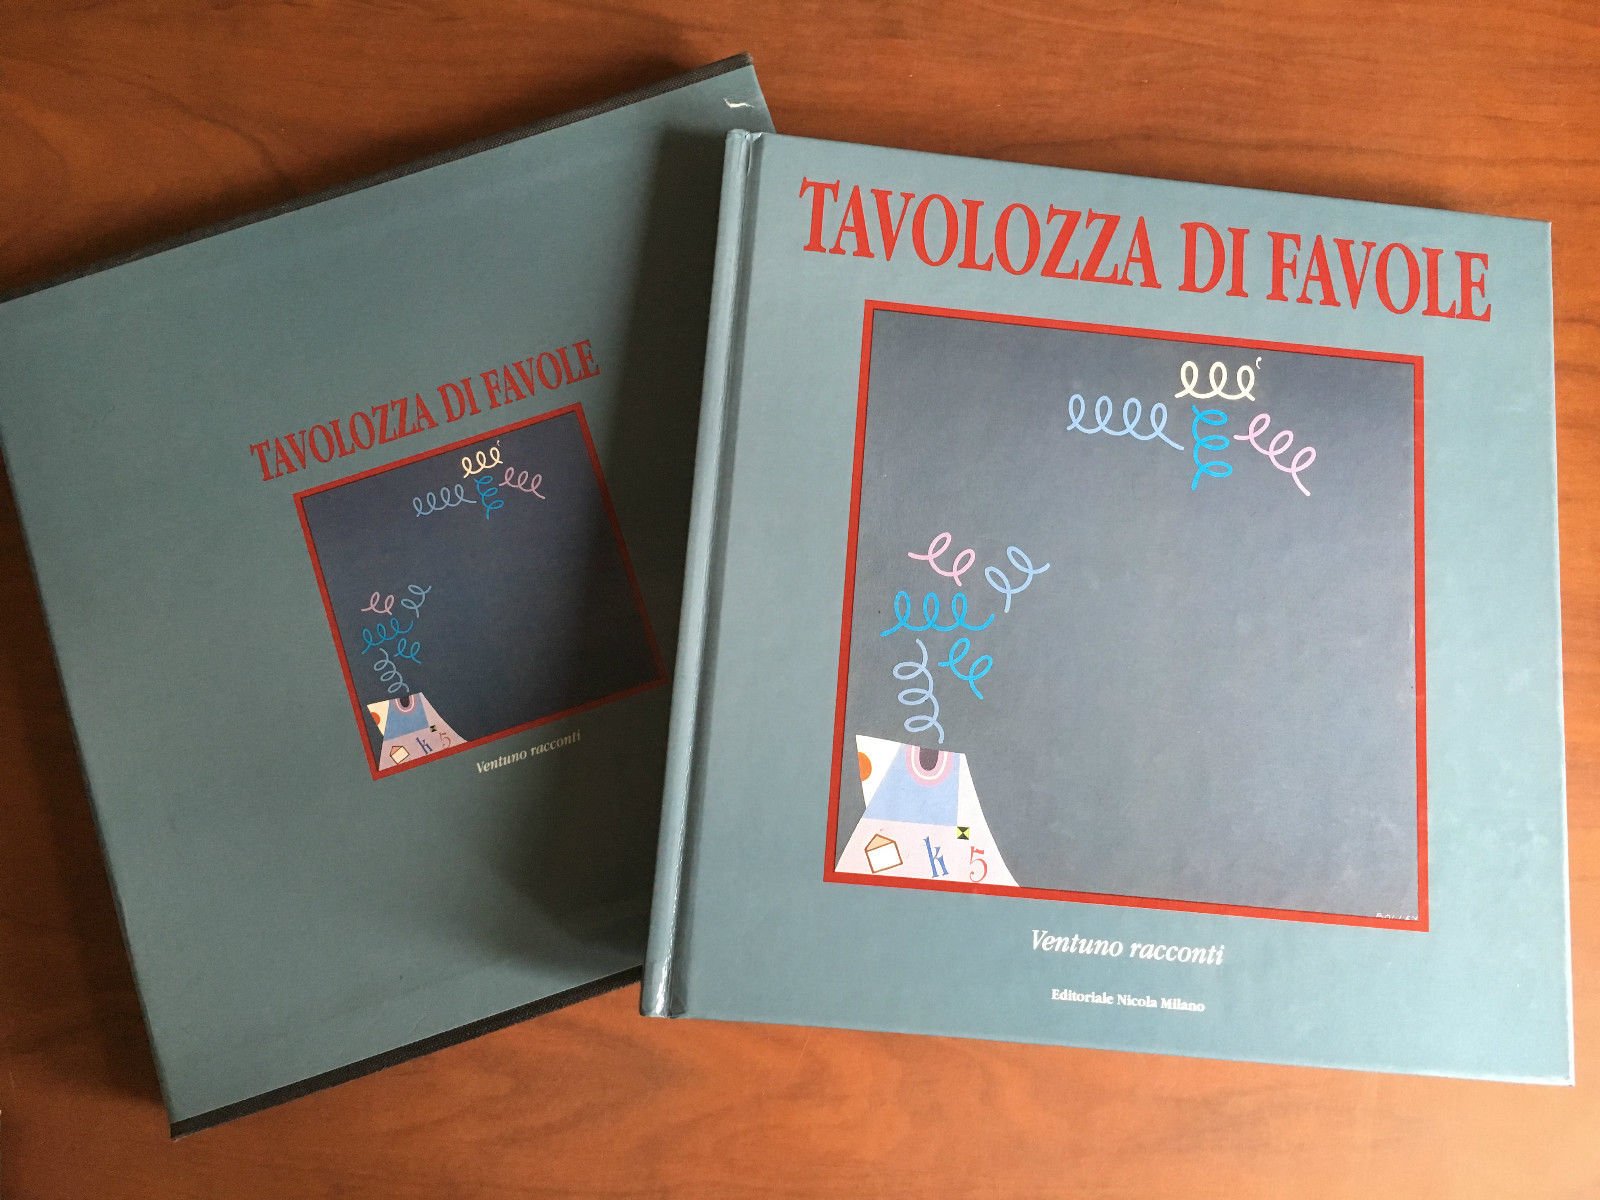 TAVOLOZZA DI FAVOLE
k 5
Ventuno racconti
TAVOLOZZA DI FAVOLE
k 5
Ventuno racconti
Editoriale Nicola Milano